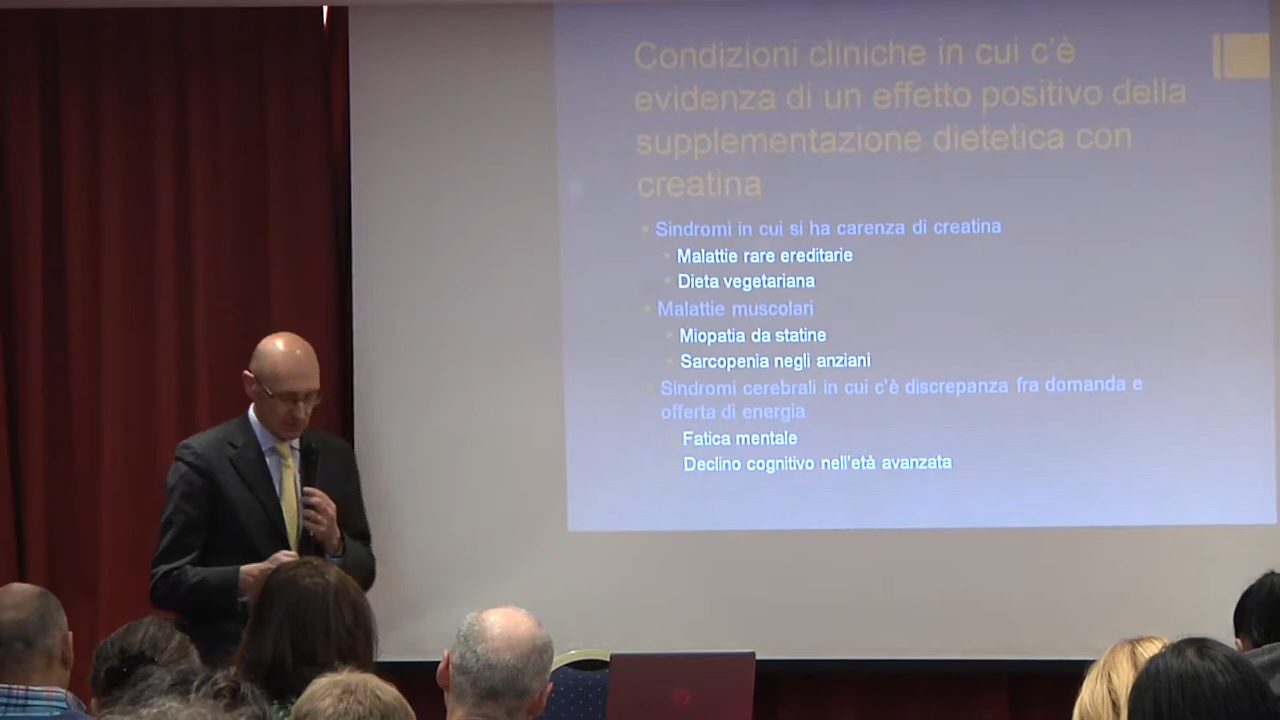 Condizioni cliniche in cui c'è
evidenza di un effetto positivo della
supplementazione dietetica con
creatina
Sindromi in cui si ha carenza di creatina
Malattie rare ereditarie
Dieta vegetariana
Malattie muscolari
Miopatia da statine
Sarcopenia negli anziani
Sindromi cerebrali in cui c'è discrepanza fra domanda e
offerta di energia
Fatica mentale
Declino cognitivo nell'età avanzata